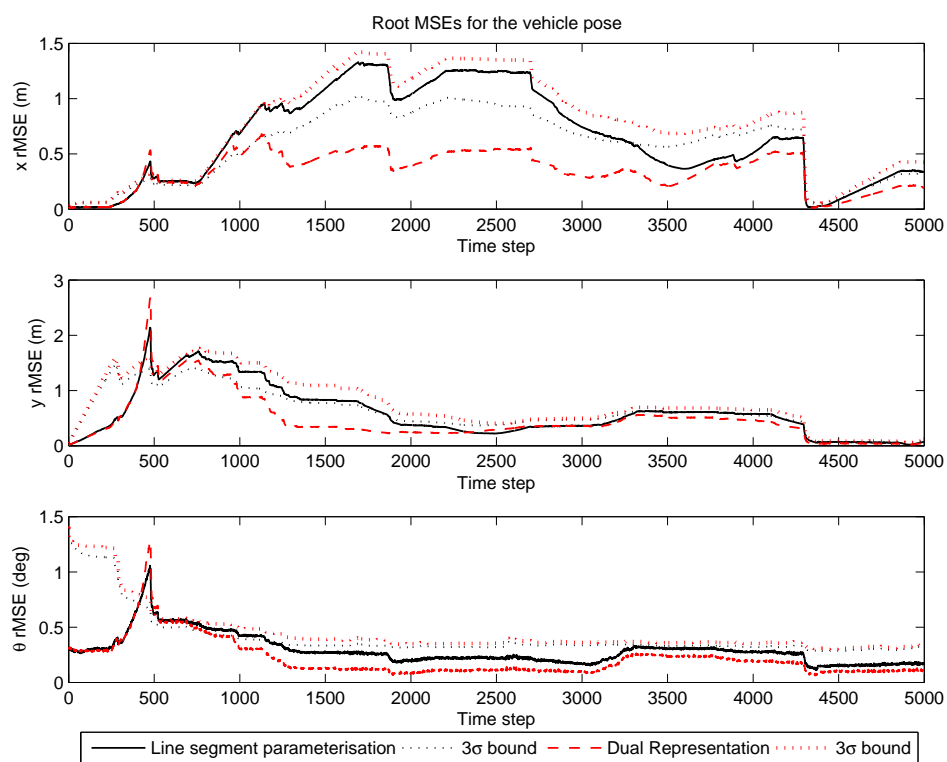 Root MSEs for the vehicle pose
x rMSE (m)
1.5
1
0.5
0
0 500 1000 1500 2000 2500 3000 3500 4000 4500 5000
Time step
y rMSE (m)
3
2
1
0
0 500 1000 1500 2000 2500 3000 3500 4000 4500 5000
Time step
θ rMSE (deg)
1.5
1
0.5
0
0 500 1000 1500 2000 2500 3000 3500 4000 4500 5000
Time step
Line segment parameterisation 3σ bound Dual Representation 3σ bound